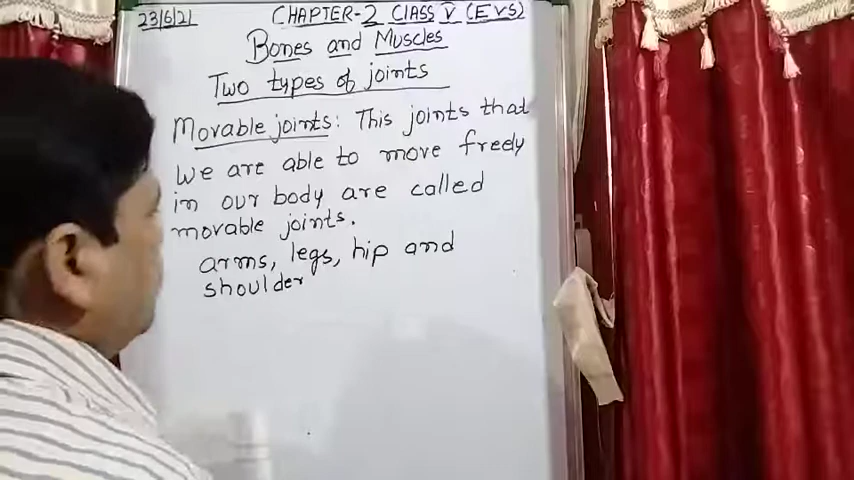 23/6/21 CHAPTER-2 CLASS V (EVS)
Bones and Muscles
Two types of joints
Movable joints: This joints that
we are able to move freely
in our body are called
movable joints.
arms, legs, hip and
shoulder